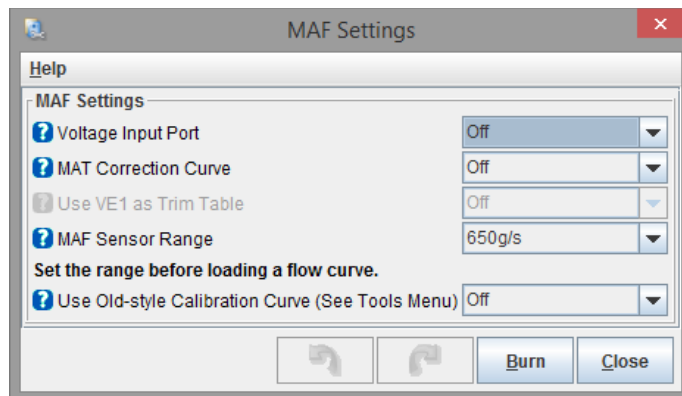 MAF Settings
Help
MAF Settings
Voltage Input Port Off
MAT Correction Curve Off
Use VE1 as Trim Table Off
MAF Sensor Range 650g/s
Set the range before loading a flow curve.
Use Old-style Calibration Curve (See Tools Menu) Off
Burn Close